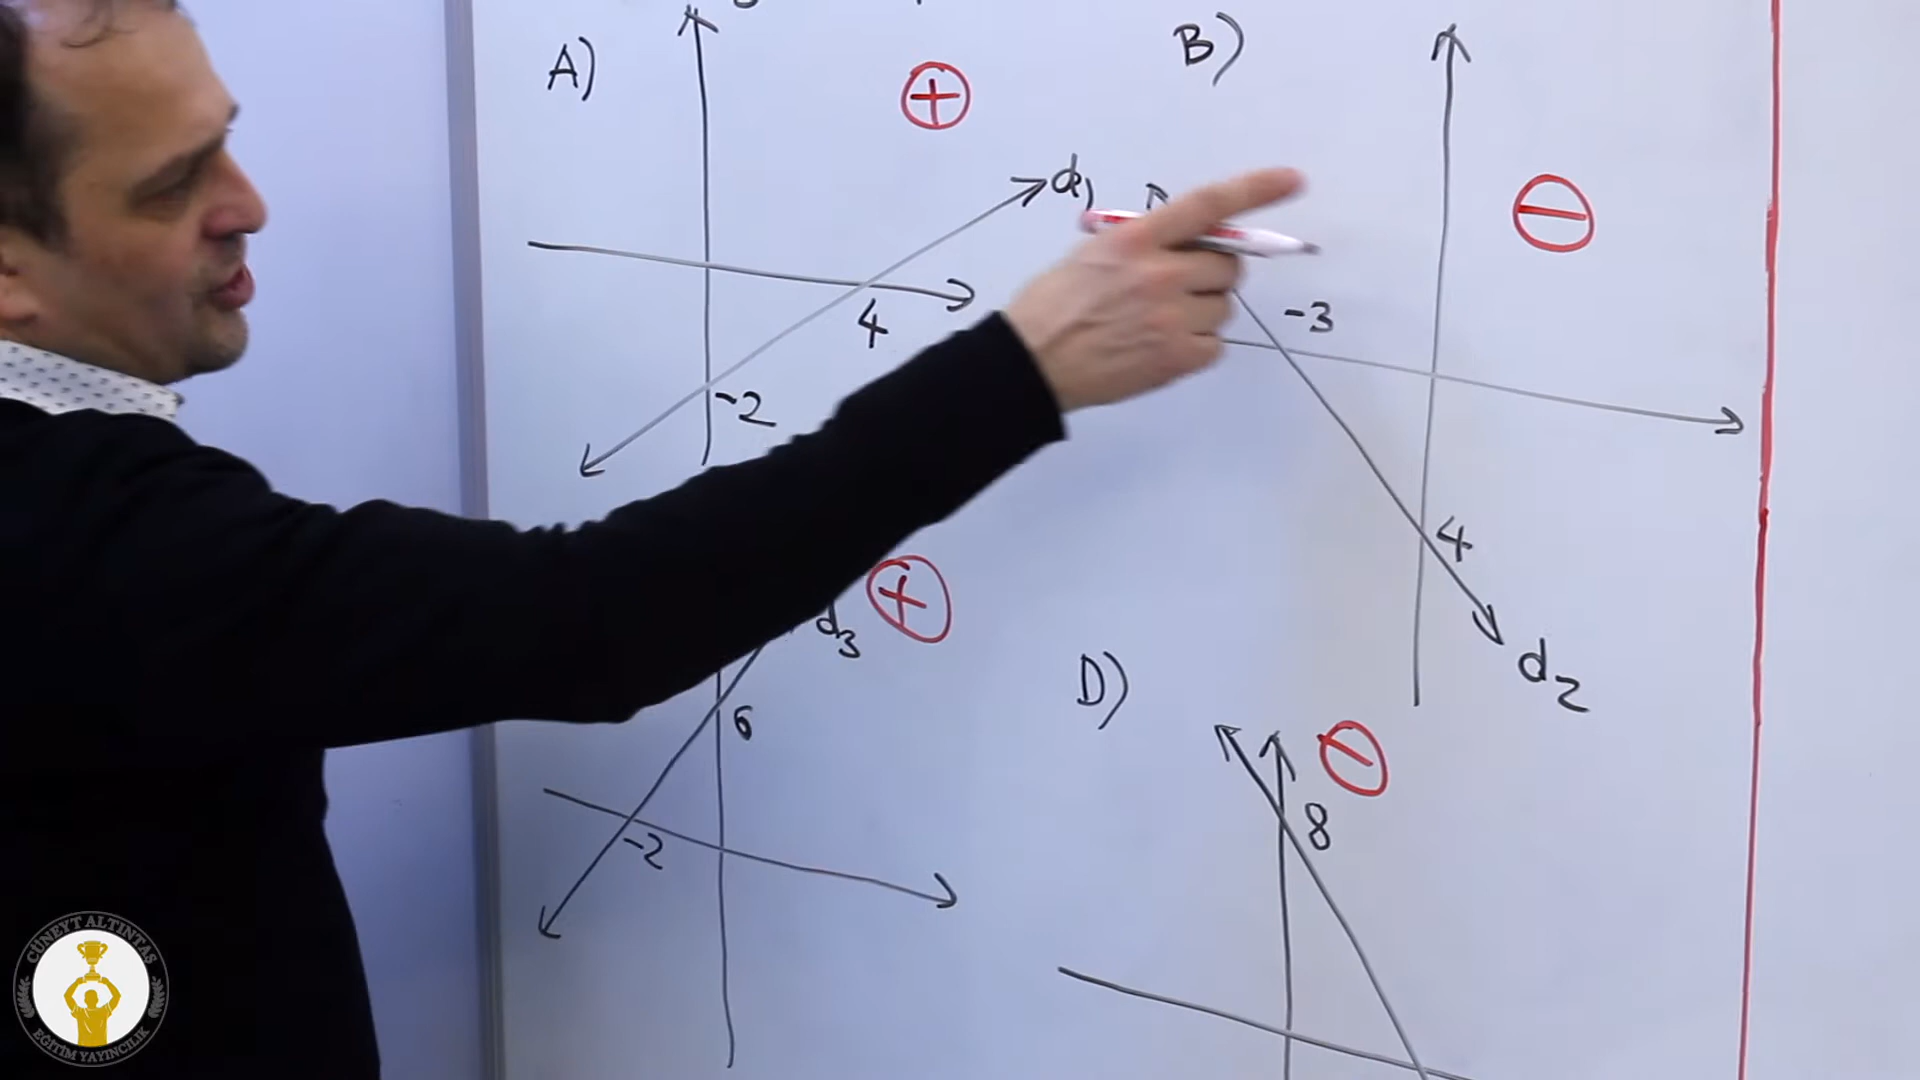 A)
+
d1
4
-2
B)
-
-3
4
d2
+
d3
6
-2
D)
-
8
CÜNEYT ALTINTAŞ
EĞİTİM YAYINCILIK